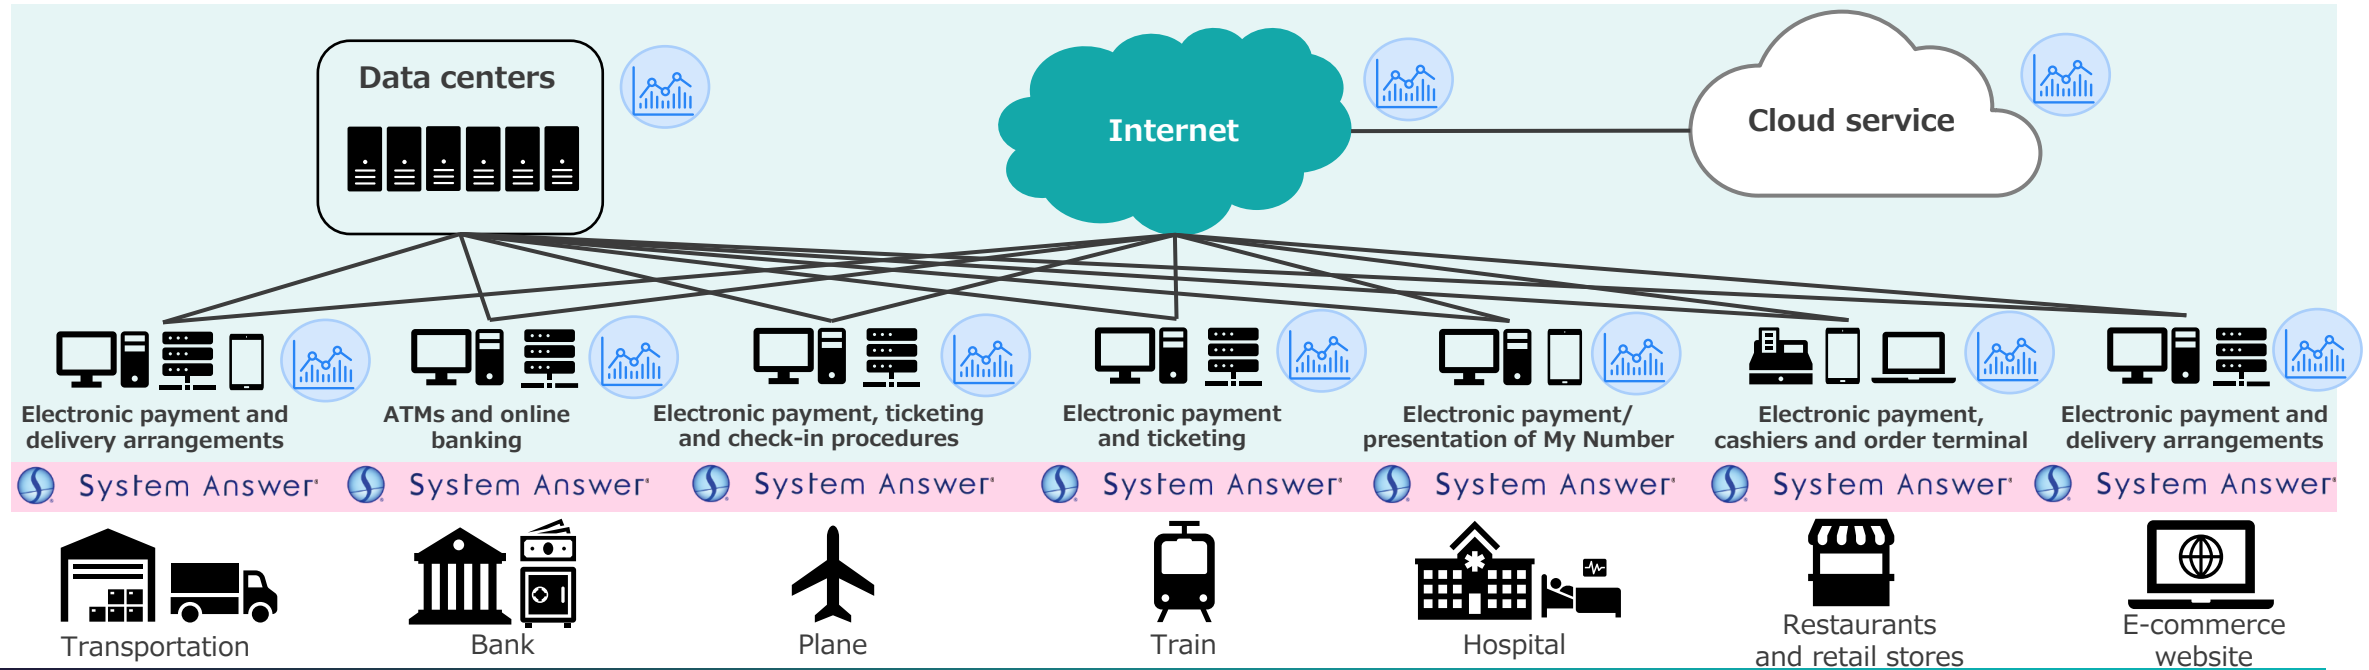 Data centers
Internet
Cloud service
Electronic payment and
delivery arrangements
ATMs and online
banking
Electronic payment, ticketing
and check-in procedures
Electronic payment
and ticketing
Electronic payment/
presentation of My Number
Electronic payment,
cashiers and order terminal
Electronic payment and
delivery arrangements
System Answer
System Answer
System Answer
System Answer
System Answer
System Answer
System Answer
Transportation
Bank
Plane
Train
Hospital
Restaurants
and retail stores
E-commerce
website